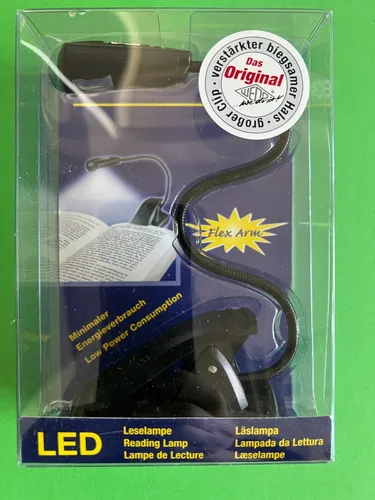 verstärkter biegsamer Hals · großer Clip ·
Das
Original
WEDO
Flex Arm
Minimaler
Energieverbrauch
Low Power Consumption
LED
Leselampe
Reading Lamp
Lampe de Lecture
Läslampa
Lampada da Lettura
Læselampe